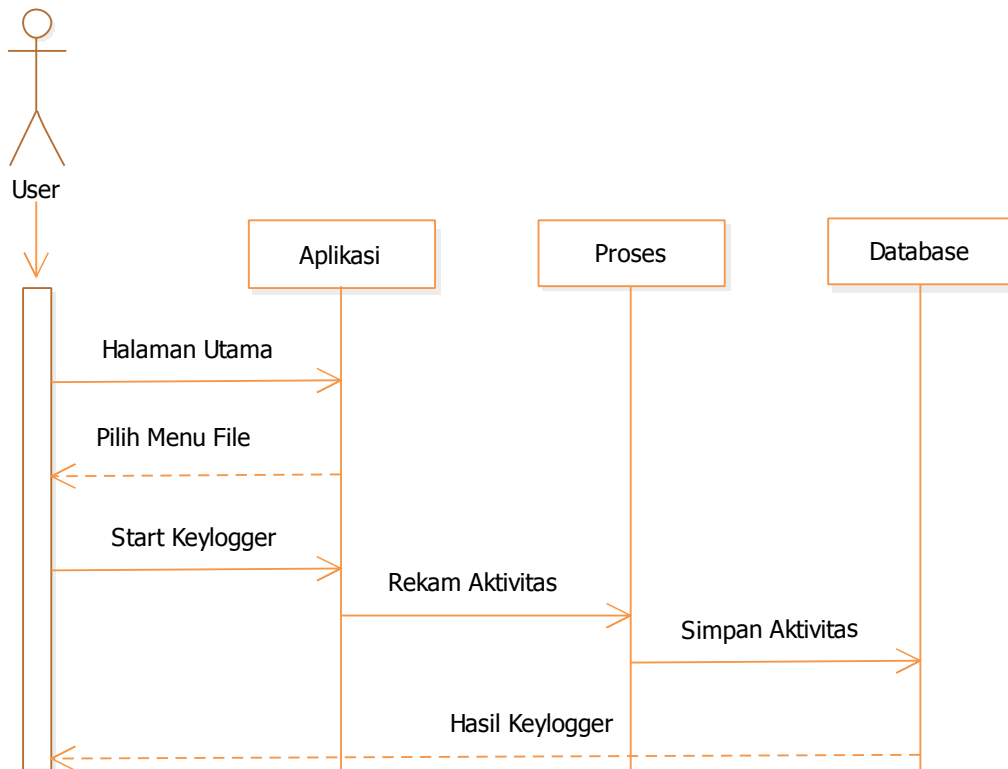 User
Aplikasi
Proses
Database
Halaman Utama
Pilih Menu File
Start Keylogger
Rekam Aktivitas
Simpan Aktivitas
Hasil Keylogger